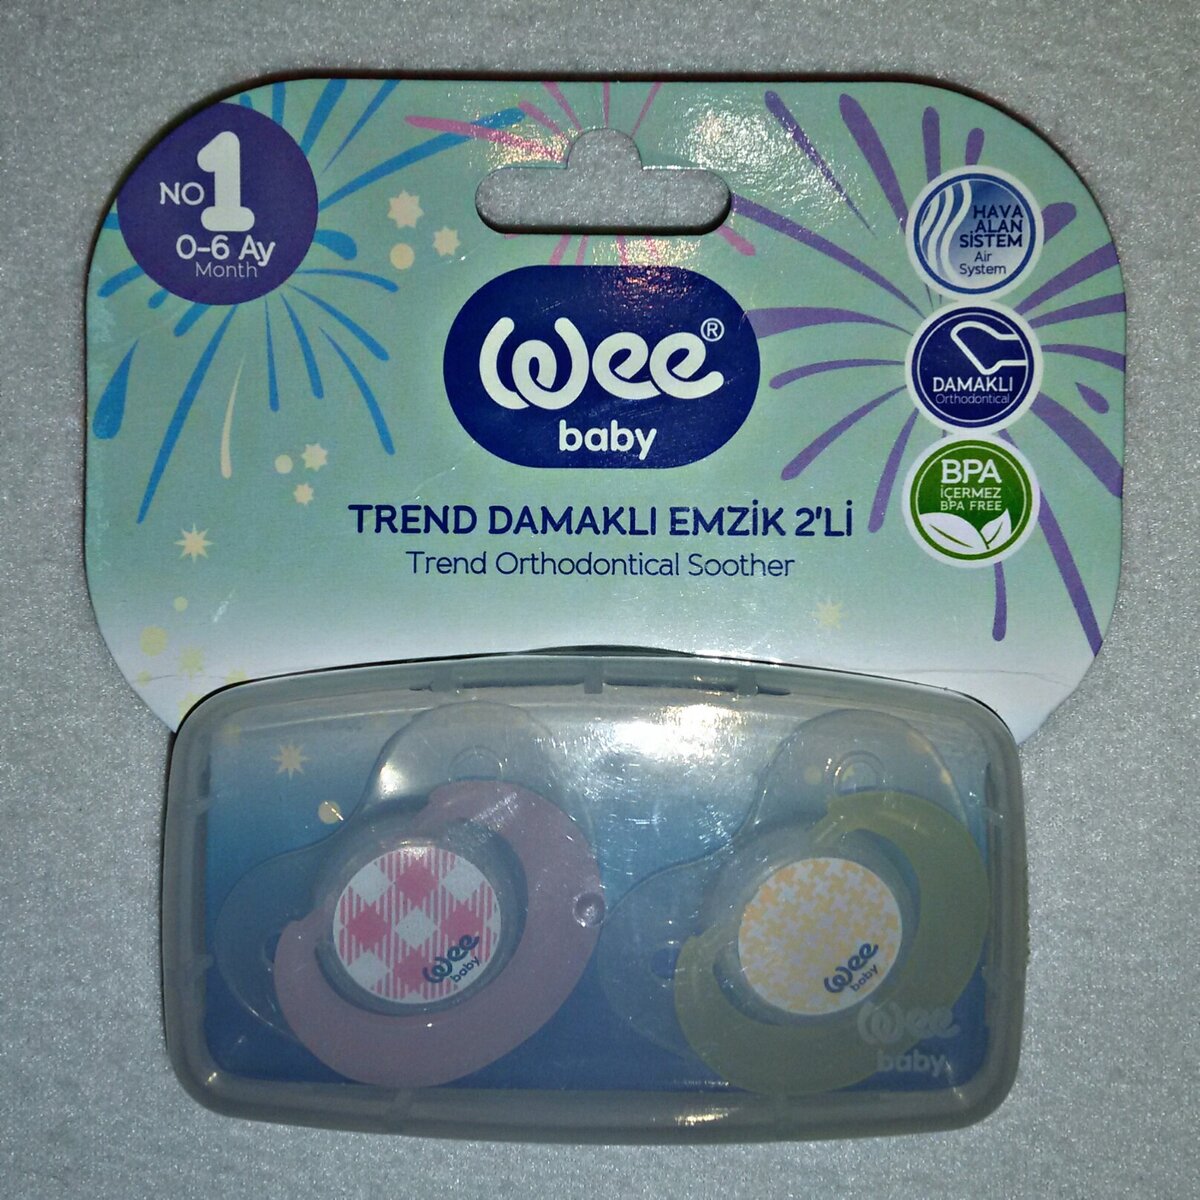 NO 1
0-6 Ay
Month
wee®
baby
TREND DAMAKLI EMZİK 2'Lİ
Trend Orthodontical Soother
HAVA
ALAN
SİSTEM
Air
System
DAMAKLI
Orthodontical
BPA
İÇERMEZ
BPA FREE
wee
baby
wee
baby
wee
baby